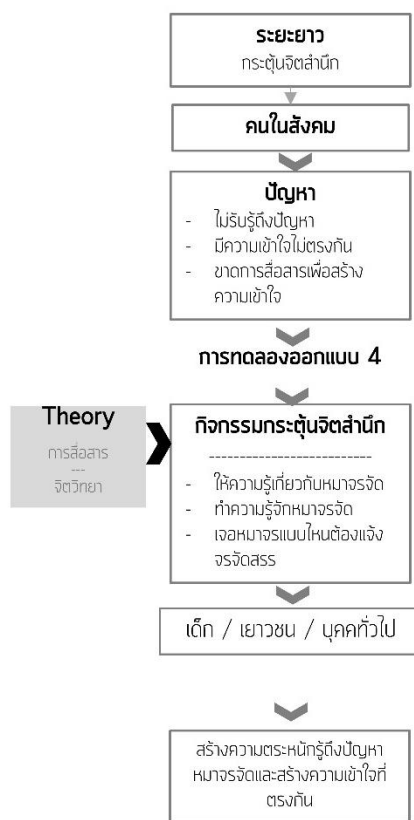 ระยะยาว
กระตุ้นจิตสำนึก
คนในสังคม
ปัญหา
- ไม่รับรู้ถึงปัญหา
- มีความเข้าใจไม่ตรงกัน
- ขาดการสื่อสารเพื่อสร้าง
ความเข้าใจ
การทดลองออกแบบ 4
Theory
การสื่อสาร
---
จิตวิทยา
กิจกรรมกระตุ้นจิตสำนึก
--------------------------
- ให้ความรู้เกี่ยวกับหมาจรจัด
- ทำความรู้จักหมาจรจัด
- เจอหมาจรแบบไหนต้องแจ้ง
จรจัดสรร
เด็ก / เยาวชน / บุคคทั่วไป
สร้างความตระหนักรู้ถึงปัญหา
หมาจรจัดและสร้างความเข้าใจที่
ตรงกัน